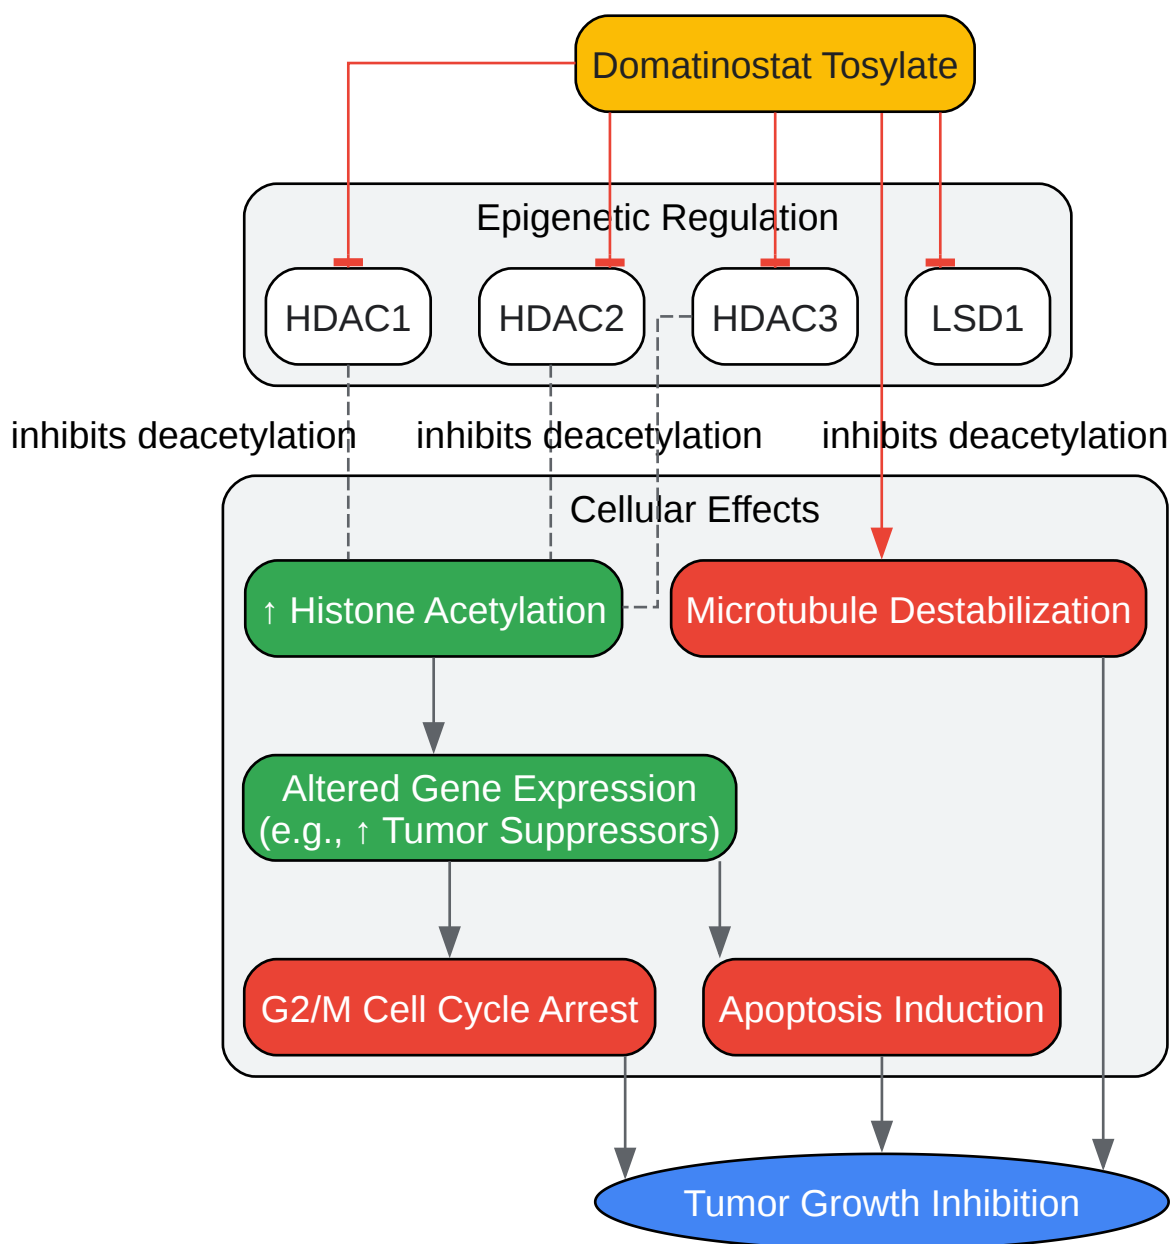 Domatinostat Tosylate
Epigenetic Regulation
HDAC1
HDAC2
HDAC3
LSD1
inhibits deacetylation
inhibits deacetylation
inhibits deacetylation
Cellular Effects
↑ Histone Acetylation
Microtubule Destabilization
Altered Gene Expression
(e.g., ↑ Tumor Suppressors)
G2/M Cell Cycle Arrest
Apoptosis Induction
Tumor Growth Inhibition